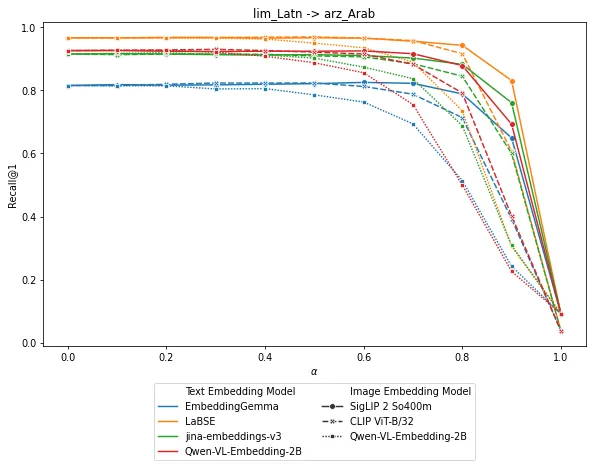 lim_Latn -> arz_Arab
1.0
0.8
0.6
0.4
0.2
0.0
Recall@1
0.0 0.2 0.4 0.6 0.8 1.0
α
Text Embedding Model Image Embedding Model
EmbeddingGemma SigLIP 2 So400m
LaBSE CLIP ViT-B/32
jina-embeddings-v3 Qwen-VL-Embedding-2B
Qwen-VL-Embedding-2B